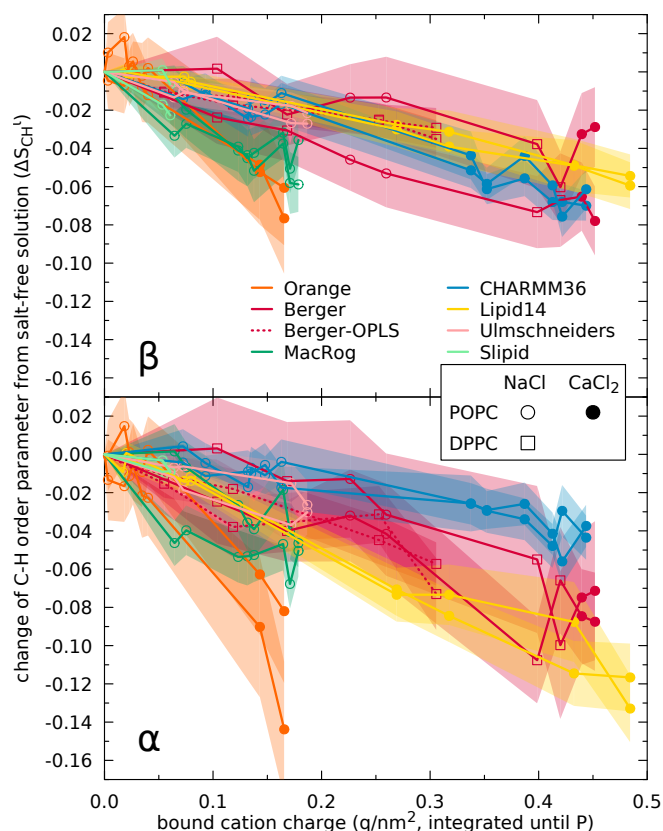 change of C-H order parameter from salt-free solution (ΔS_CH^i)
0.02
0.00
-0.02
-0.04
-0.06
-0.08
-0.10
-0.12
-0.14
-0.16
Orange
Berger
Berger-OPLS
MacRog
CHARMM36
Lipid14
Ulmschneiders
Slipid
β
NaCl CaCl₂
POPC
DPPC
0.02
0.00
-0.02
-0.04
-0.06
-0.08
-0.10
-0.12
-0.14
-0.16
α
0.0 0.1 0.2 0.3 0.4 0.5
bound cation charge (q/nm², integrated until P)